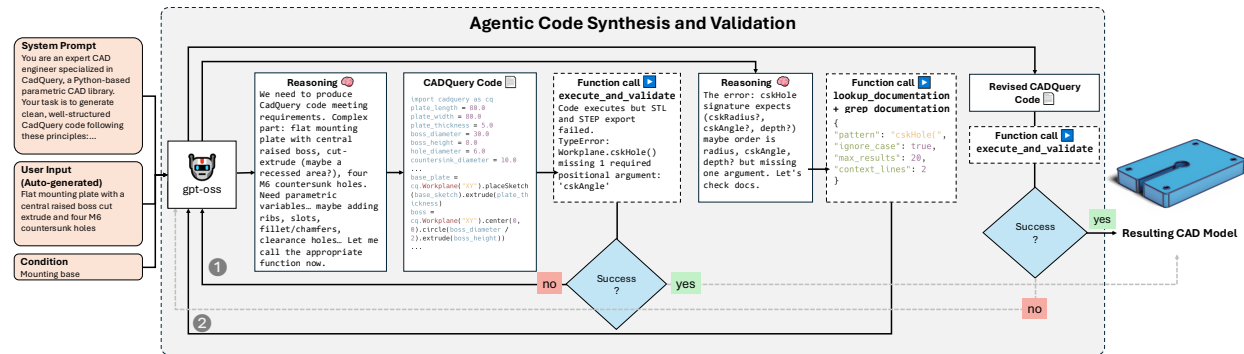 Agentic Code Synthesis and Validation
System Prompt
You are an expert CAD
engineer specialized in
CadQuery, a Python-based
parametric CAD library.
Your task is to generate
clean, well-structured
CadQuery code following
these principles:...
User Input
(Auto-generated)
Flat mounting plate with a
central raised boss cut
extrude and four M6
countersunk holes
Condition
Mounting base
gpt-oss
Reasoning
We need to produce
CadQuery code meeting
requirements. Complex
part: flat mounting
plate with central
raised boss, cut-
extrude (maybe a
recessed area?), four
M6 countersunk holes.
Need parametric
variables… maybe adding
ribs, slots,
fillet/chamfers,
clearance holes… Let me
call the appropriate
function now.
CADQuery Code
import cadquery as cq
plate_length = 80.0
plate_width = 80.0
plate_thickness = 5.0
boss_diameter = 30.0
boss_height = 8.0
hole_diameter = 6.0
countersink_diameter = 10.0
...
base_plate =
cq.Workplane("XY").placeSketch
(base_sketch).extrude(plate_th
ickness)
boss =
cq.Workplane("XY").center(0,
0).circle(boss_diameter /
2).extrude(boss_height))
...
Function call
execute_and_validate
Code executes but STL
and STEP export
failed.
TypeError:
Workplane.cskHole()
missing 1 required
positional argument:
'cskAngle'
Reasoning
The error: cskHole
signature expects
(cskRadius?,
cskAngle?, depth?)
maybe order is
radius, cskAngle,
depth? but missing
one argument. Let's
check docs.
Function call
lookup_documentation
+ grep documentation
{
"pattern": "cskHole(",
"ignore_case": true,
"max_results": 20,
"context_lines": 2
}
Revised CADQuery
Code
Function call
execute_and_validate
Success
?
no
yes
Success
?
yes
no
Resulting CAD Model
1
2